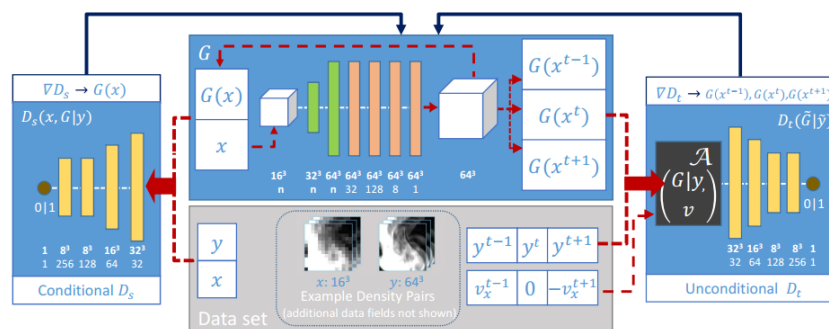 ∇D_s → G(x)
D_s(x, G|y)
0|1
1 8³ 8³ 16³ 32³
1 256 128 64 32
Conditional D_s
G
G(x)
x
16³ 32³ 64³ 64³ 64³ 64³ 64³ 64³
n n n 32 128 8 1
G(x^{t−1})
G(x^t)
G(x^{t+1})
y
x
Data set
x: 16³ y: 64³
Example Density Pairs
(additional data fields not shown)
y^{t−1} y^t y^{t+1}
v_x^{t−1} 0 −v_x^{t+1}
∇D_t → G(x^{t−1}), G(x^t), G(x^{t+1})
D_t(G̃|ỹ)
𝒜
(G|y,
v)
0|1
32³ 16³ 8³ 8³ 1
32 64 128 256 1
Unconditional D_t